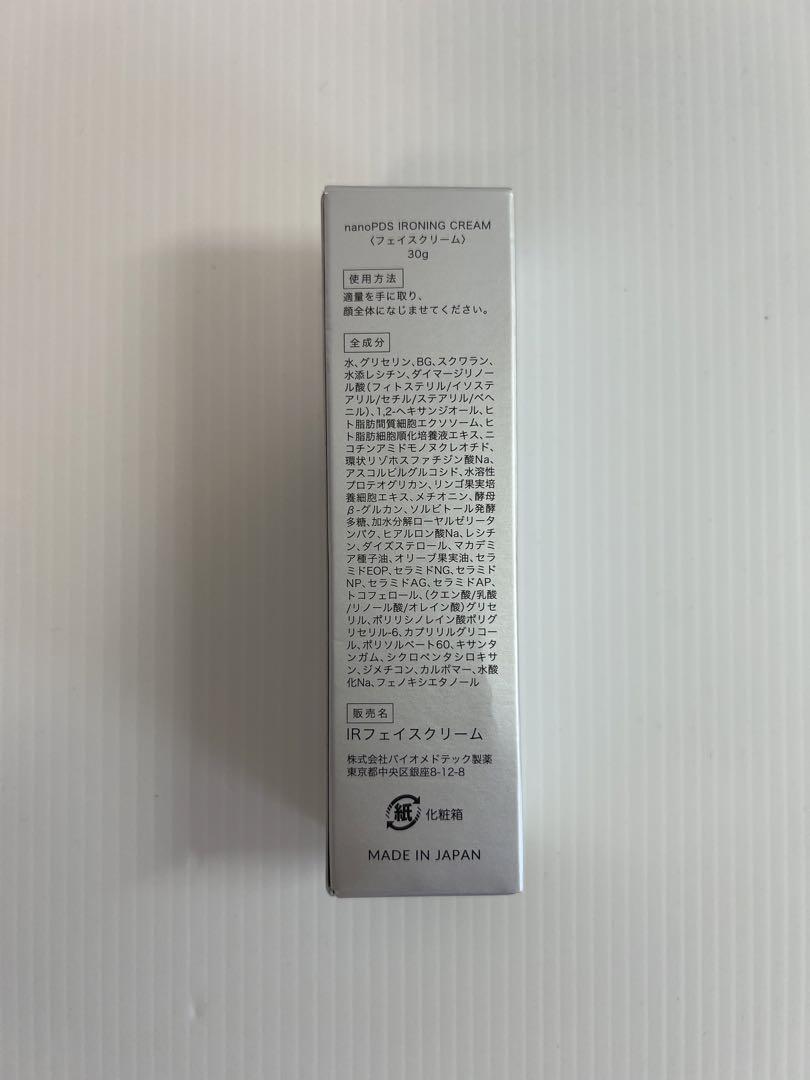 nanoPDS IRONING CREAM
〈フェイスクリーム〉
30g
使用方法
適量を手に取り、
顔全体になじませてください。
全成分
水、グリセリン、BG、スクワラン、
水添レシチン、ダイマージリノー
ル酸(フィトステリル/イソステ
アリル/セチル/ステアリル/ベヘ
ニル)、1,2-ヘキサンジオール、ヒ
ト脂肪間質細胞エクソソーム、ヒ
ト脂肪細胞順化培養液エキス、ニ
コチンアミドモノヌクレオチド、
環状リゾホスファチジン酸Na、
アスコルビルグルコシド、水溶性
プロテオグリカン、リンゴ果実培
養細胞エキス、メチオニン、酵母
β-グルカン、ソルビトール発酵
多糖、加水分解ローヤルゼリータ
ンパク、ヒアルロン酸Na、レシチ
ン、ダイズステロール、マカデミ
ア種子油、オリーブ果実油、セラ
ミドEOP、セラミドNG、セラミド
NP、セラミドAG、セラミドAP、
トコフェロール、(クエン酸/乳酸
/リノール酸/オレイン酸)グリセ
リル、ポリリシノレイン酸ポリグ
リセリル-6、カプリリルグリコー
ル、ポリソルベート60、キサンタ
ンガム、シクロペンタシロキサ
ン、ジメチコン、カルボマー、水酸
化Na、フェノキシエタノール
販売名
IRフェイスクリーム
株式会社バイオメドテック製薬
東京都中央区銀座8-12-8
紙 化粧箱
MADE IN JAPAN